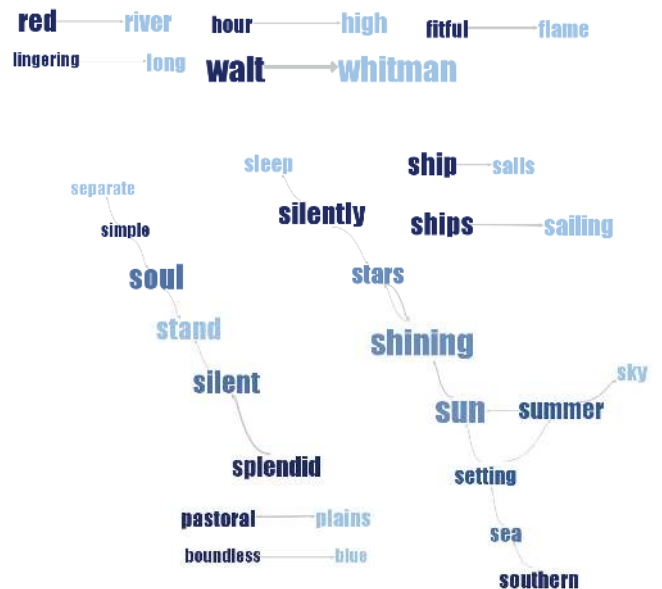 red river hour high fitful flame
lingering long walt whitman
sleep ship sails
separate silently ships sailing
simple
soul stars
stand shining
silent sky
sun summer
splendid setting
pastoral plains sea
boundless blue
southern